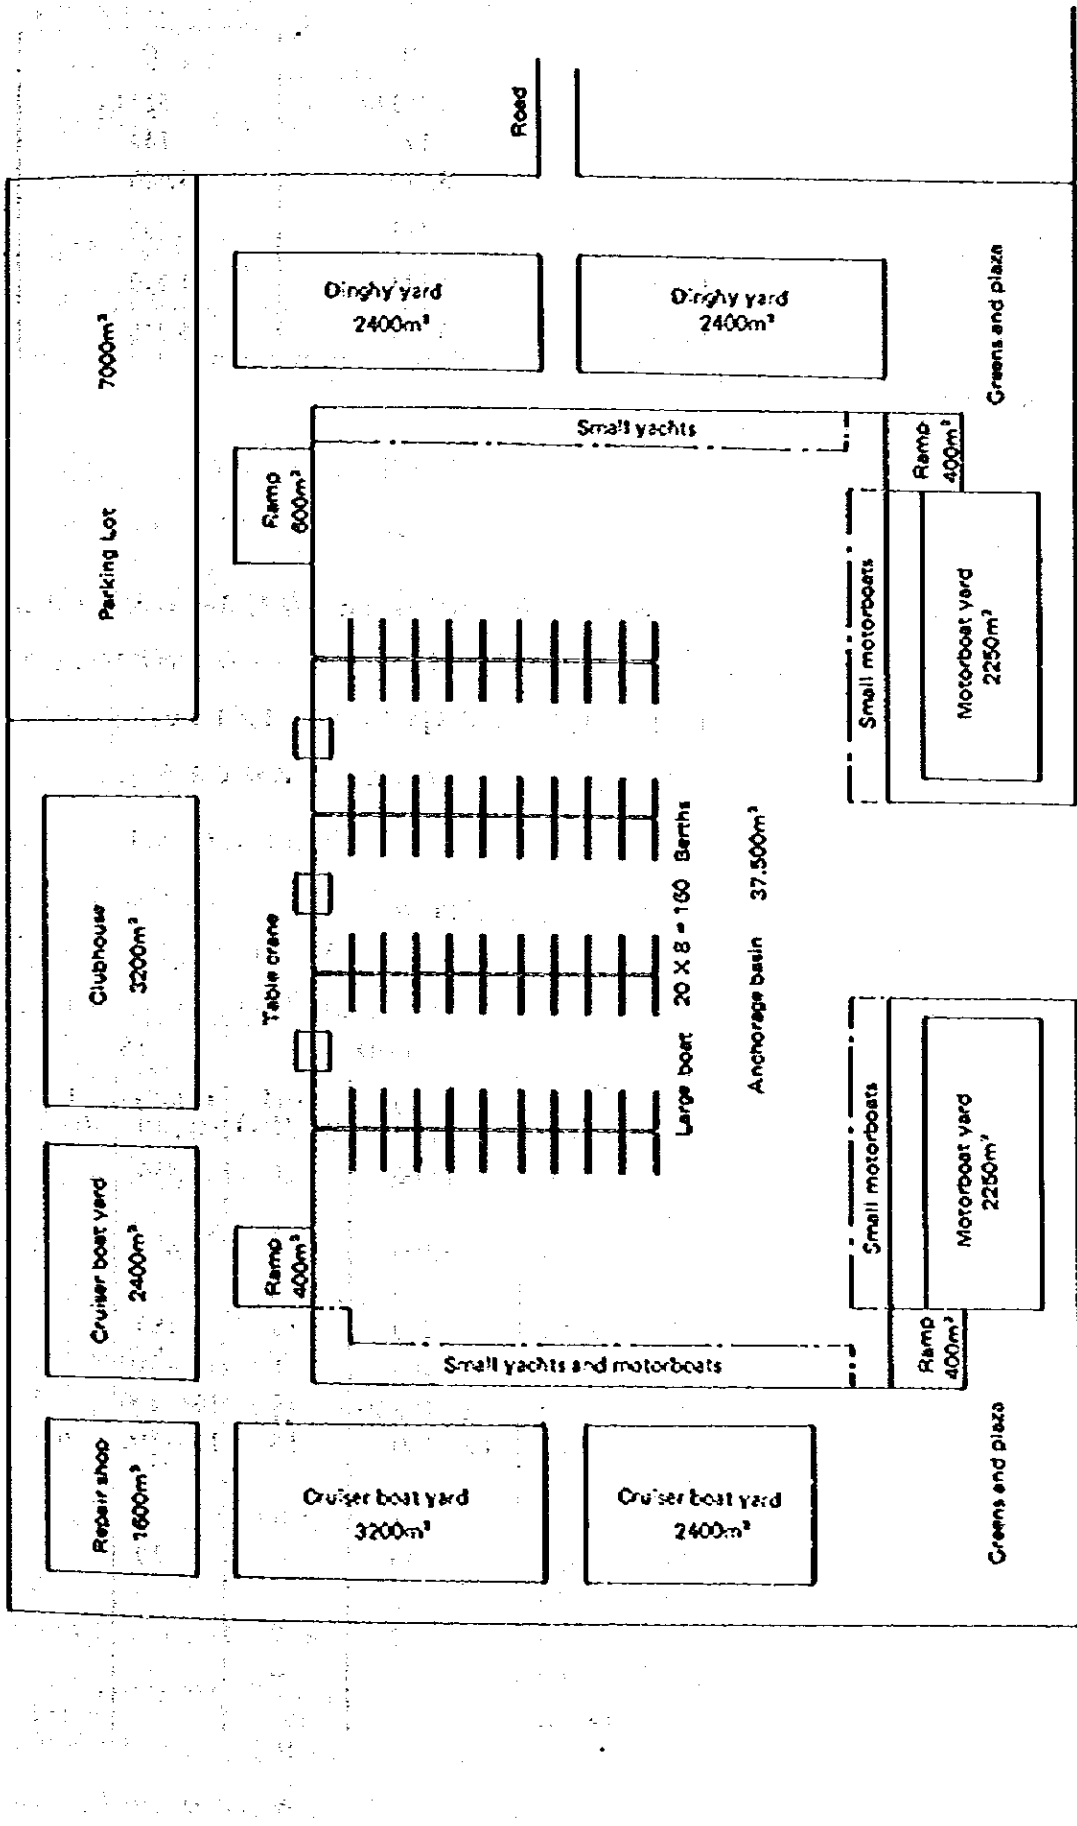 Repair shop
1600m²
Cruiser boat yard
2400m²
Clubhouse
3200m²
Parking Lot 7000m²
Table crane
Ramp
400m²
Ramp
600m²
Cruiser boat yard
3200m²
Cruiser boat yard
2400m²
Dinghy yard
2400m²
Dinghy yard
2400m²
Road
Small yachts and motorboats
Small yachts
Large boat 20 X 8 = 160 Berths
Anchorage basin 37.500m²
Small motorboats
Small motorboats
Ramp
400m²
Motorboat yard
2250m²
Motorboat yard
2250m²
Ramp
400m²
Greens and plaza
Greens and plaza